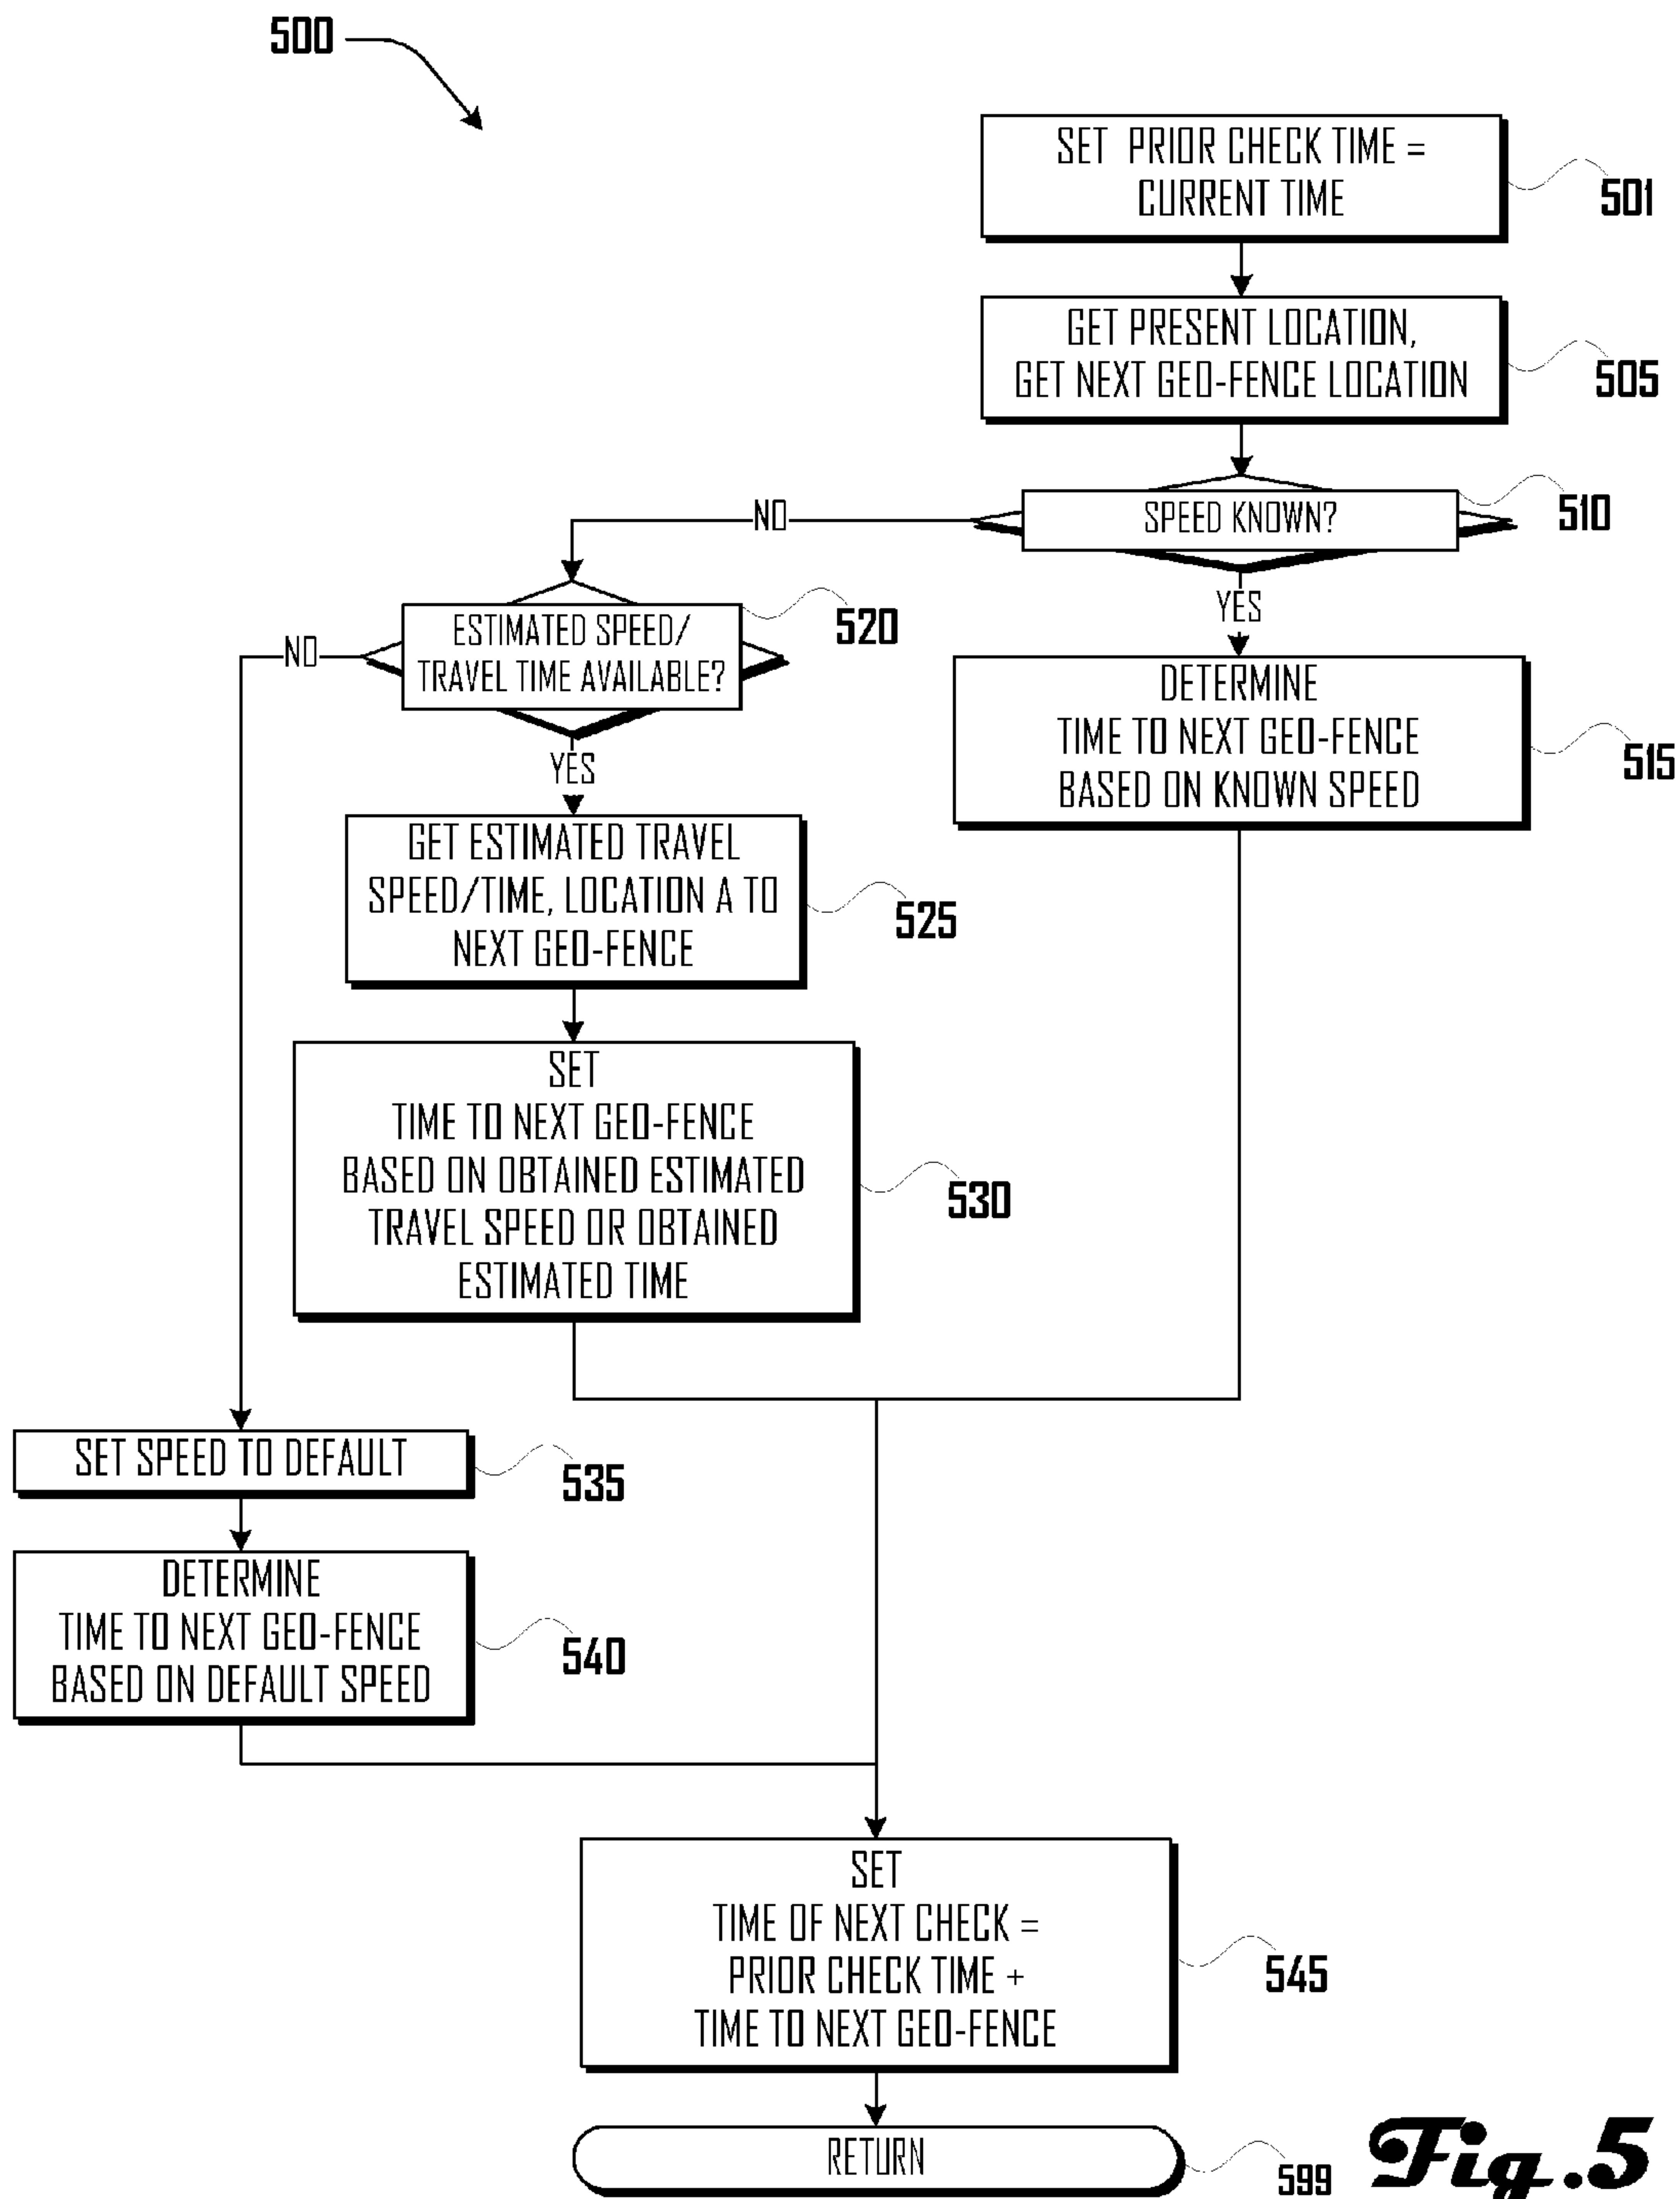 500
SET PRIOR CHECK TIME =
CURRENT TIME
501
GET PRESENT LOCATION,
GET NEXT GEO-FENCE LOCATION
505
SPEED KNOWN?
510
NO
YES
ESTIMATED SPEED/
TRAVEL TIME AVAILABLE?
520
NO
YES
DETERMINE
TIME TO NEXT GEO-FENCE
BASED ON KNOWN SPEED
515
GET ESTIMATED TRAVEL
SPEED/TIME, LOCATION A TO
NEXT GEO-FENCE
525
SET
TIME TO NEXT GEO-FENCE
BASED ON OBTAINED ESTIMATED
TRAVEL SPEED OR OBTAINED
ESTIMATED TIME
530
SET SPEED TO DEFAULT
535
DETERMINE
TIME TO NEXT GEO-FENCE
BASED ON DEFAULT SPEED
540
SET
TIME OF NEXT CHECK =
PRIOR CHECK TIME +
TIME TO NEXT GEO-FENCE
545
RETURN
599
Fig.5